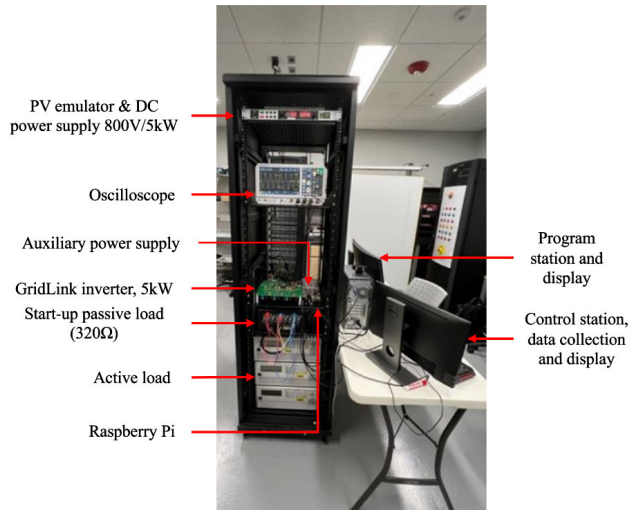 PV emulator & DC
power supply 800V/5kW
Oscilloscope
Auxiliary power supply
GridLink inverter, 5kW
Start-up passive load
(320Ω)
Active load
Raspberry Pi
Program
station and
display
Control station,
data collection
and display